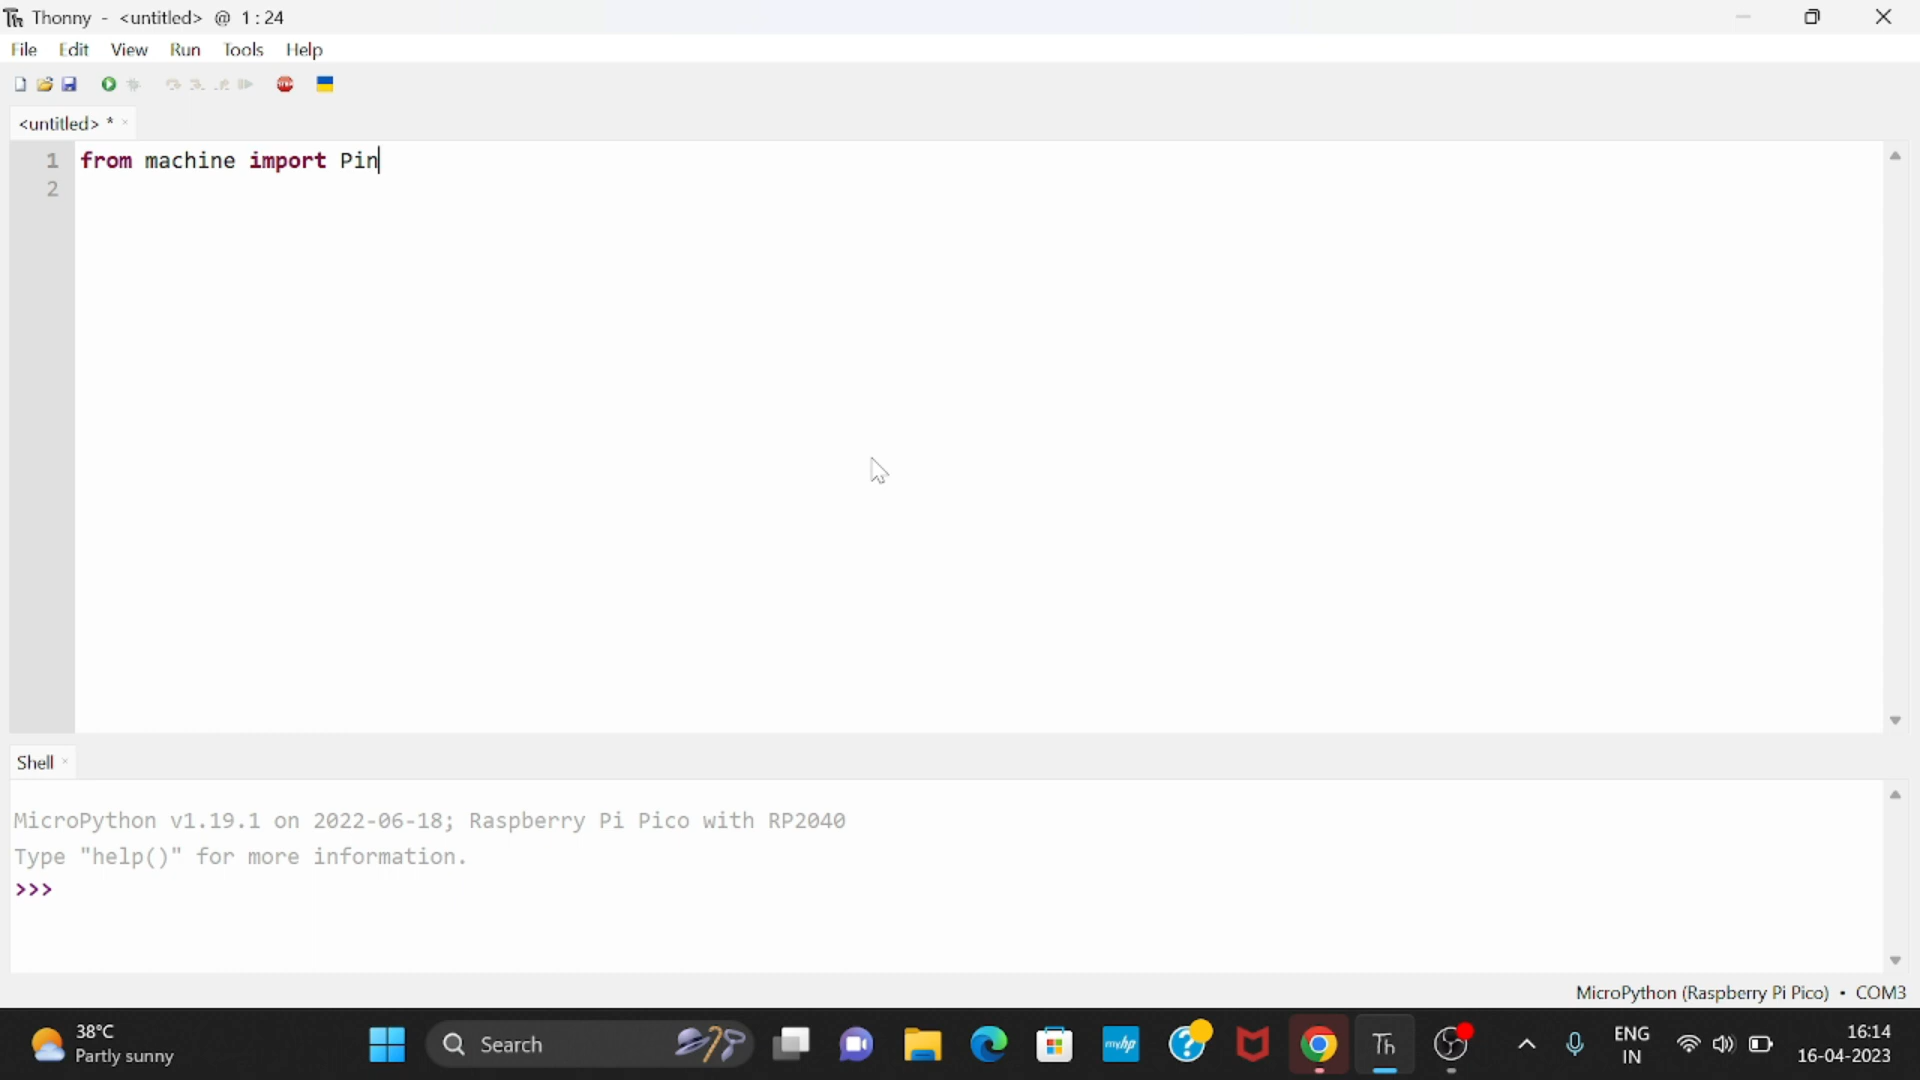 Thonny - <untitled> @ 1:24
File Edit View Run Tools Help
<untitled> *
1 from machine import Pin
2
Shell
MicroPython v1.19.1 on 2022-06-18; Raspberry Pi Pico with RP2040
Type "help()" for more information.
>>>
MicroPython (Raspberry Pi Pico) • COM3
38°C
Partly sunny
Search
myhp
Th
ENG
IN
16:14
16-04-2023